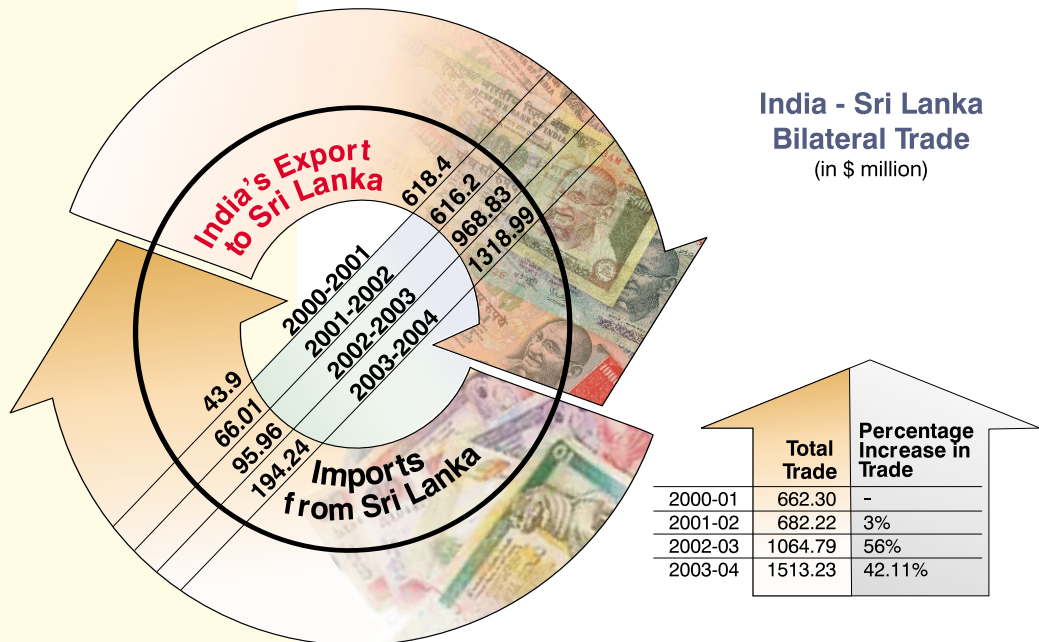 India - Sri Lanka
Bilateral Trade
(in $ million)
India's Export
to Sri Lanka
618.4
616.2
968.83
1318.99
2000-2001
2001-2002
2002-2003
2003-2004
43.9
66.01
95.96
194.24
Imports
from Sri Lanka
Total
Trade
Percentage
Increase in
Trade
2000-01 662.30 -
2001-02 682.22 3%
2002-03 1064.79 56%
2003-04 1513.23 42.11%